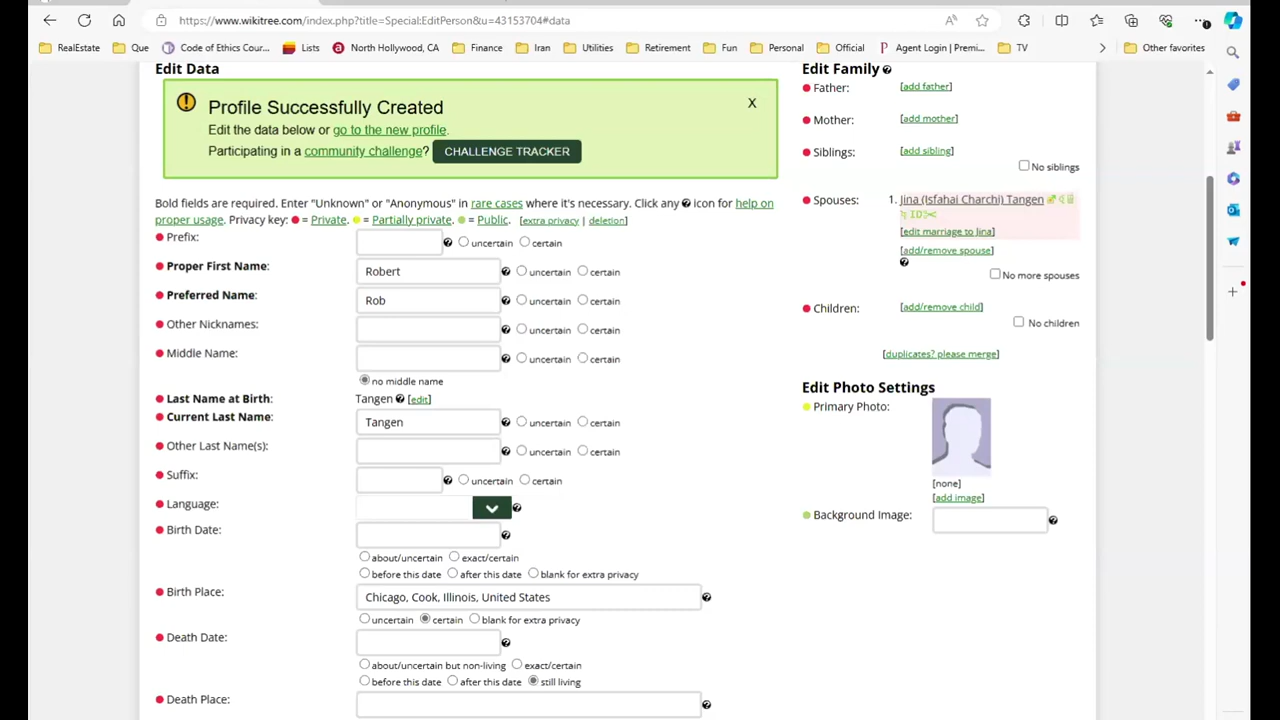 https://www.wikitree.com/index.php?title=Special:EditPerson&u=43153704#data
RealEstate Que Code of Ethics Cour... Lists North Hollywood, CA Finance Iran Utilities Retirement Fun Personal Official Agent Login | Premi... TV Other favorites
Edit Data
Profile Successfully Created
X
Edit the data below or go to the new profile.
Participating in a community challenge? CHALLENGE TRACKER
Bold fields are required. Enter "Unknown" or "Anonymous" in rare cases where it's necessary. Click any ? icon for help on
proper usage. Privacy key: = Private. = Partially private. = Public. [extra privacy | deletion]
Prefix: ? uncertain certain
Proper First Name: Robert ? uncertain certain
Preferred Name: Rob ? uncertain certain
Other Nicknames: ? uncertain certain
Middle Name: ? uncertain certain
no middle name
Last Name at Birth: Tangen ? [edit]
Current Last Name: Tangen ? uncertain certain
Other Last Name(s): ? uncertain certain
Suffix: ? uncertain certain
Language: ?
Birth Date: ?
about/uncertain exact/certain
before this date after this date blank for extra privacy
Birth Place: Chicago, Cook, Illinois, United States ?
uncertain certain blank for extra privacy
Death Date: ?
about/uncertain but non-living exact/certain
before this date after this date still living
Death Place: ?
Edit Family ?
Father: [add father]
Mother: [add mother]
Siblings: [add sibling]
No siblings
Spouses: 1. Jina (Isfahai Charchi) Tangen
ID
[edit marriage to Jina]
[add/remove spouse]
?
No more spouses
Children: [add/remove child]
No children
[duplicates? please merge]
Edit Photo Settings
Primary Photo:
[none]
[add image]
Background Image: ?